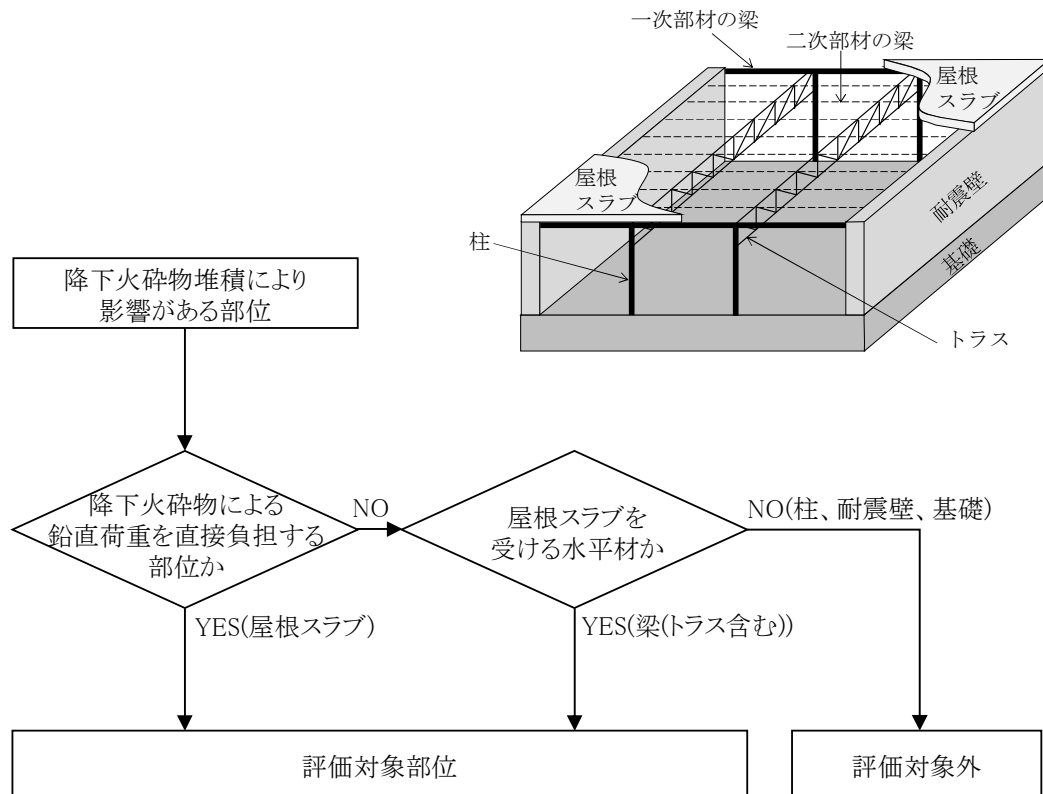 一次部材の梁
二次部材の梁
屋根
スラブ
屋根
スラブ
耐震壁
基礎
柱
トラス
降下火砕物堆積により
影響がある部位
降下火砕物による
鉛直荷重を直接負担する
部位か
NO
屋根スラブを
受ける水平材か
NO(柱、耐震壁、基礎)
YES(屋根スラブ)
YES(梁(トラス含む))
評価対象部位
評価対象外